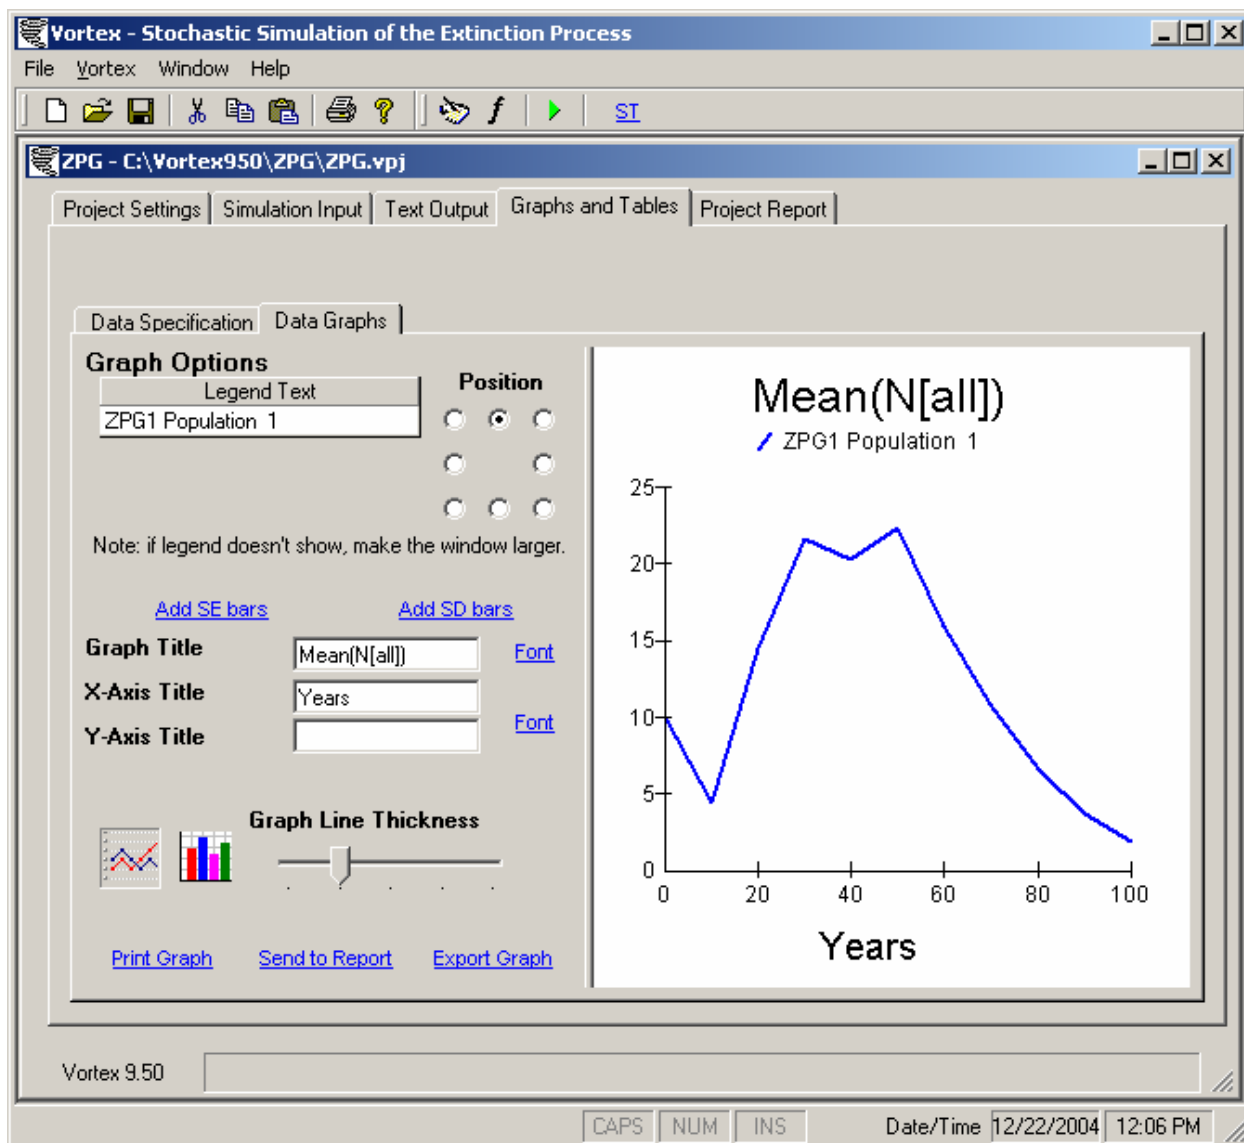 Vortex - Stochastic Simulation of the Extinction Process
File Vortex Window Help
ST
ZPG - C:\Vortex950\ZPG\ZPG.vpj
Project Settings Simulation Input Text Output Graphs and Tables Project Report
Data Specification Data Graphs
Graph Options
Legend Text
ZPG1 Population 1
Position
Note: if legend doesn't show, make the window larger.
Add SE bars Add SD bars
Graph Title Mean(N[all]) Font
X-Axis Title Years
Y-Axis Title Font
Graph Line Thickness
Print Graph Send to Report Export Graph
Mean(N[all])
ZPG1 Population 1
25
20
15
10
5
0
0 20 40 60 80 100
Years
Vortex 9.50
CAPS NUM INS Date/Time 12/22/2004 12:06 PM